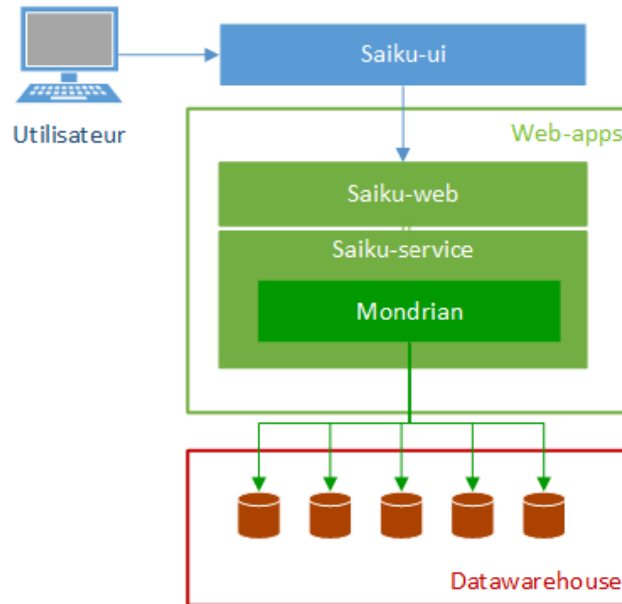 Saiku-ui
Utilisateur
Web-apps
Saiku-web
Saiku-service
Mondrian
Datawarehouse